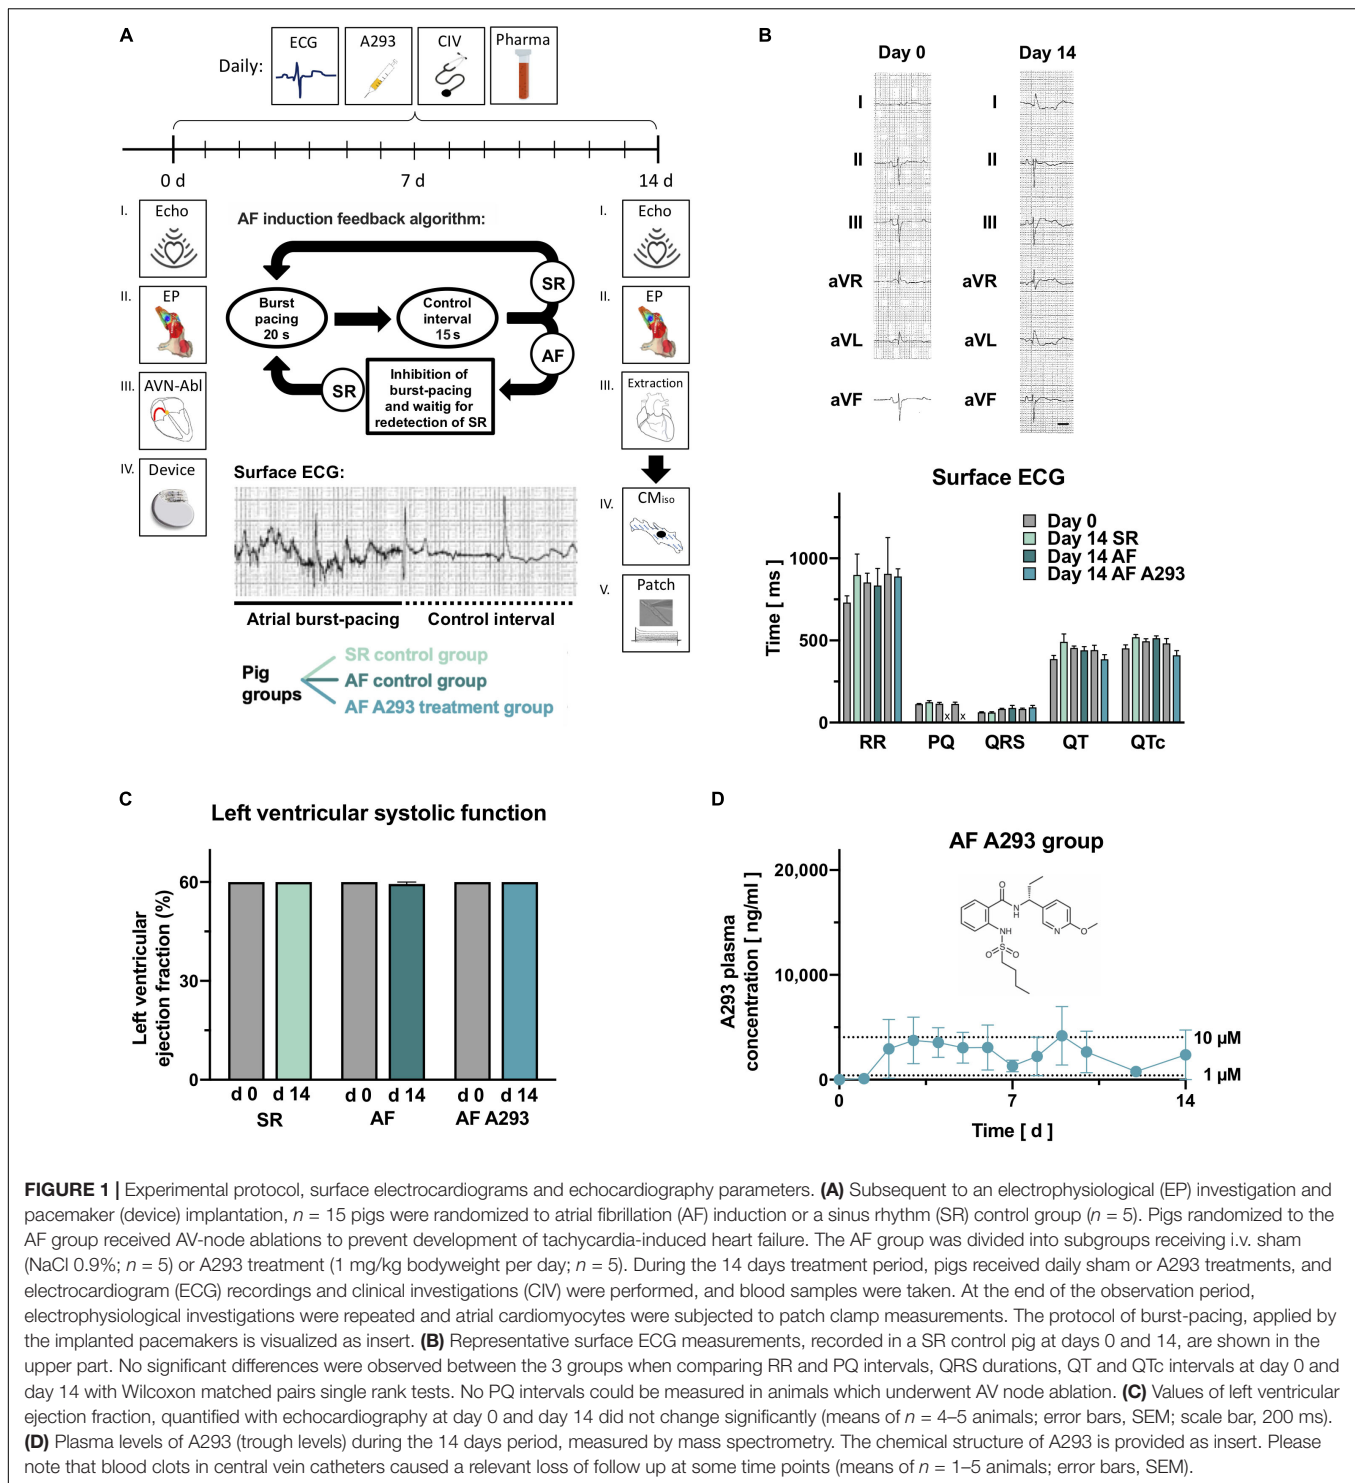 A
Daily:
ECG
A293
CIV
Pharma
0 d
7 d
14 d
I.
Echo
II.
EP
III.
AVN-Abl
IV.
Device
AF induction feedback algorithm:
Burst
pacing
20 s
Control
interval
15 s
SR
AF
SR
Inhibition of
burst-pacing
and waitig for
redetection of SR
Surface ECG:
Atrial burst-pacing
Control interval
Pig
groups
SR control group
AF control group
AF A293 treatment group
I.
Echo
II.
EP
III.
Extraction
IV.
CMiso
V.
Patch
B
Day 0
Day 14
I
I
II
II
III
III
aVR
aVR
aVL
aVL
aVF
aVF
Surface ECG
Time [ ms ]
1000
500
0
Day 0
Day 14 SR
Day 14 AF
Day 14 AF A293
x
x
RR
PQ
QRS
QT
QTc
C
Left ventricular systolic function
Left ventricular
ejection fraction (%)
60
30
0
d 0
d 14
d 0
d 14
d 0
d 14
SR
AF
AF A293
D
AF A293 group
A293 plasma
concentration [ ng/ml ]
20,000
10,000
0
O
N
H
N
O
NH
O
S
O
10 µM
1 µM
0
7
14
Time [ d ]
FIGURE 1 | Experimental protocol, surface electrocardiograms and echocardiography parameters. (A) Subsequent to an electrophysiological (EP) investigation and
pacemaker (device) implantation, n = 15 pigs were randomized to atrial fibrillation (AF) induction or a sinus rhythm (SR) control group (n = 5). Pigs randomized to the
AF group received AV-node ablations to prevent development of tachycardia-induced heart failure. The AF group was divided into subgroups receiving i.v. sham
(NaCl 0.9%; n = 5) or A293 treatment (1 mg/kg bodyweight per day; n = 5). During the 14 days treatment period, pigs received daily sham or A293 treatments, and
electrocardiogram (ECG) recordings and clinical investigations (CIV) were performed, and blood samples were taken. At the end of the observation period,
electrophysiological investigations were repeated and atrial cardiomyocytes were subjected to patch clamp measurements. The protocol of burst-pacing, applied by
the implanted pacemakers is visualized as insert. (B) Representative surface ECG measurements, recorded in a SR control pig at days 0 and 14, are shown in the
upper part. No significant differences were observed between the 3 groups when comparing RR and PQ intervals, QRS durations, QT and QTc intervals at day 0 and
day 14 with Wilcoxon matched pairs single rank tests. No PQ intervals could be measured in animals which underwent AV node ablation. (C) Values of left ventricular
ejection fraction, quantified with echocardiography at day 0 and day 14 did not change significantly (means of n = 4–5 animals; error bars, SEM; scale bar, 200 ms).
(D) Plasma levels of A293 (trough levels) during the 14 days period, measured by mass spectrometry. The chemical structure of A293 is provided as insert. Please
note that blood clots in central vein catheters caused a relevant loss of follow up at some time points (means of n = 1–5 animals; error bars, SEM).